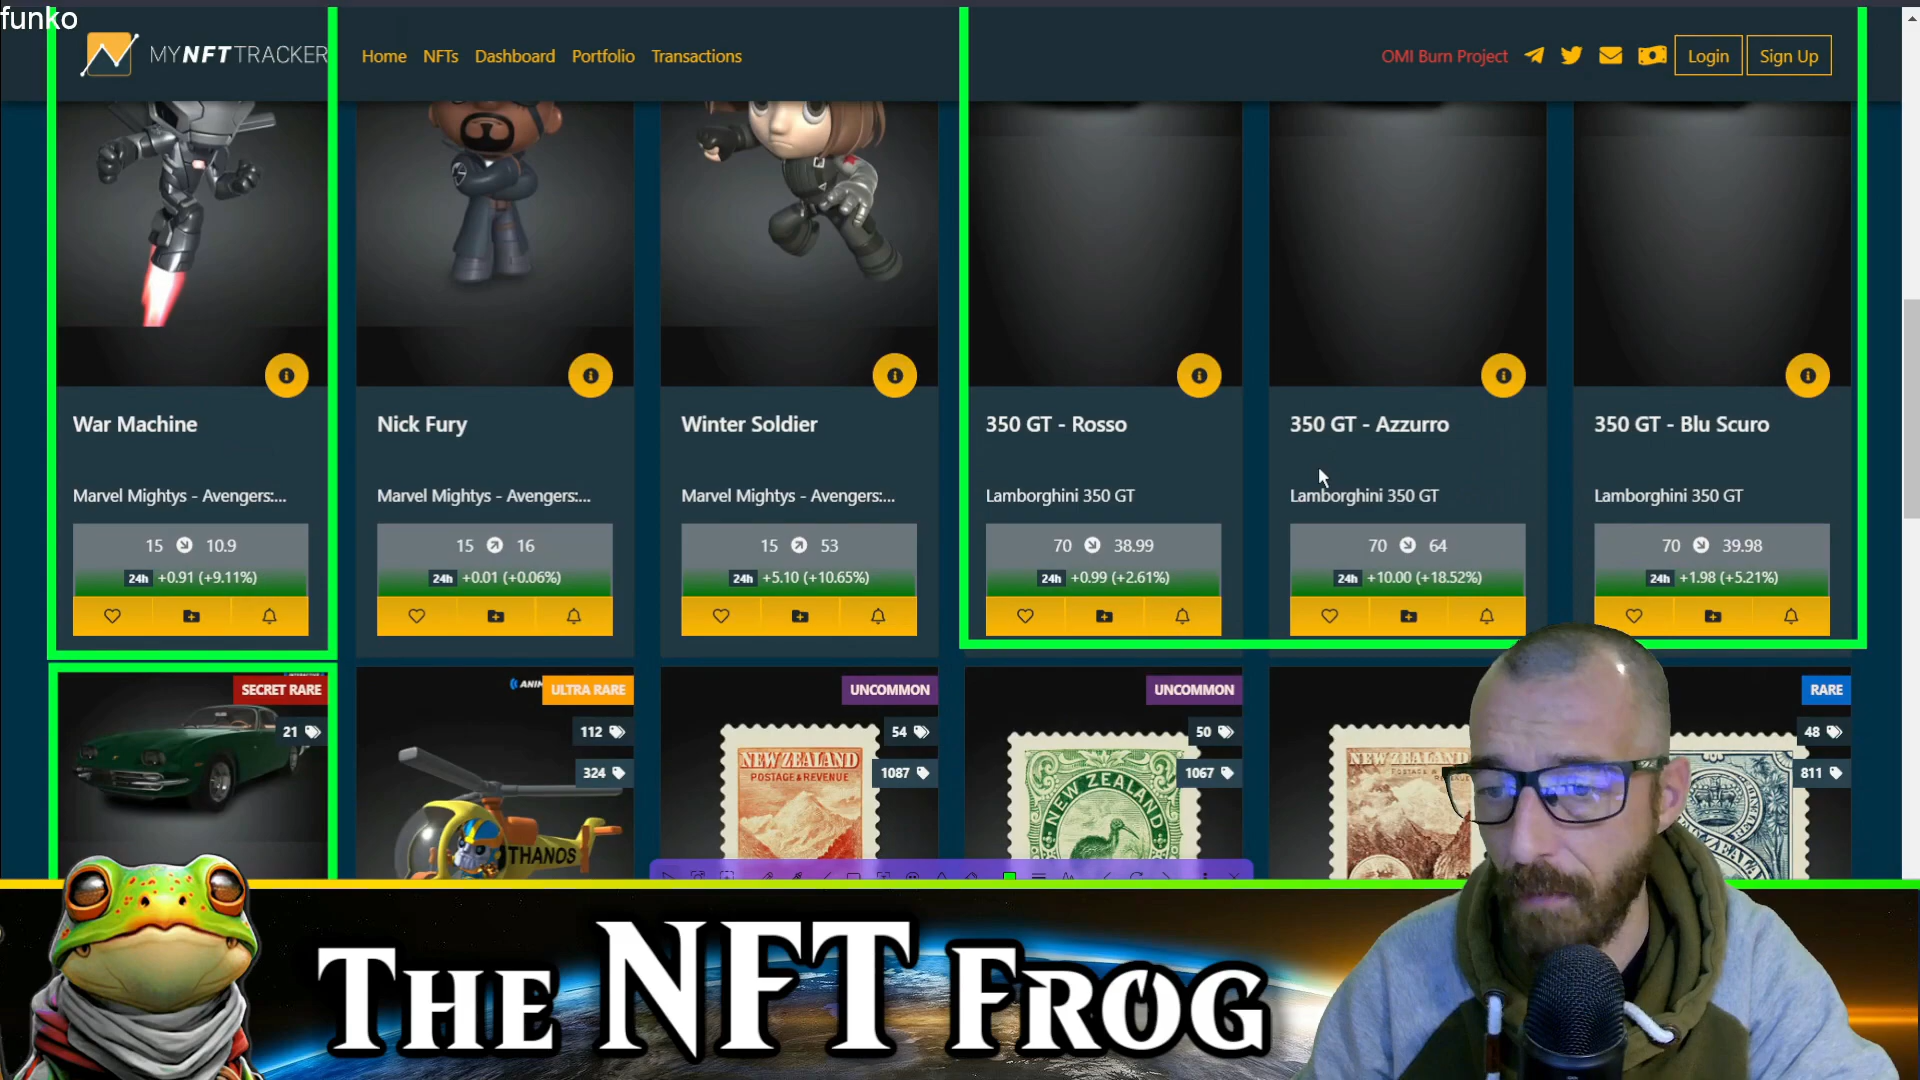 funko
MYNFTTRACKER
Home NFTs Dashboard Portfolio Transactions
OMI Burn Project
Login Sign Up
War Machine
Marvel Mightys - Avengers:...
15 10.9
24h +0.91 (+9.11%)
Nick Fury
Marvel Mightys - Avengers:...
15 16
24h +0.01 (+0.06%)
Winter Soldier
Marvel Mightys - Avengers:...
15 53
24h +5.10 (+10.65%)
350 GT - Rosso
Lamborghini 350 GT
70 38.99
24h +0.99 (+2.61%)
350 GT - Azzurro
Lamborghini 350 GT
70 64
24h +10.00 (+18.52%)
350 GT - Blu Scuro
Lamborghini 350 GT
70 39.98
24h +1.98 (+5.21%)
SECRET RARE
21
ULTRA RARE
112
324
THANOS
UNCOMMON
54
1087
NEW ZEALAND
POSTAGE & REVENUE
UNCOMMON
50
1067
NEW ZEALAND
NEW ZEALAND
RARE
48
811
THE NFT FROG